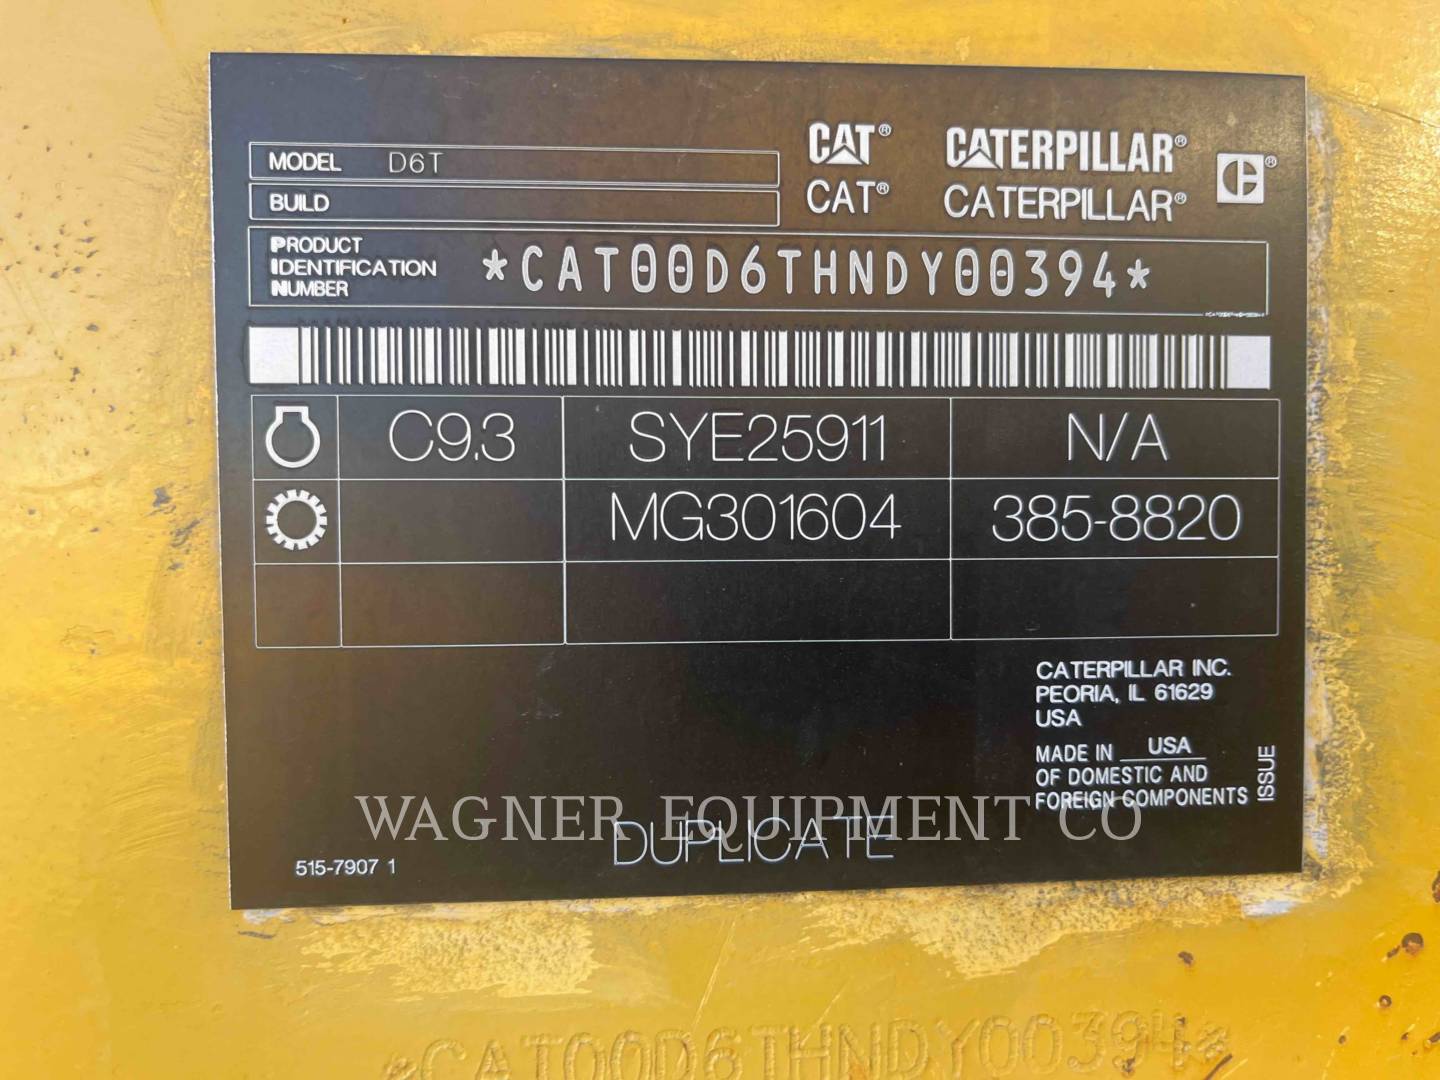 CAT® CATERPILLAR®
CAT® CATERPILLAR®
MODEL D6T
BUILD
PRODUCT
IDENTIFICATION
NUMBER
*CAT00D6THNDY00394*
C9.3 SYE25911 N/A
MG301604 385-8820
CATERPILLAR INC.
PEORIA, IL 61629
USA
MADE IN USA
OF DOMESTIC AND
FOREIGN COMPONENTS
ISSUE
WAGNER EQUIPMENT CO
DUPLICATE
515-7907 1
*CAT00D6THNDY00394*